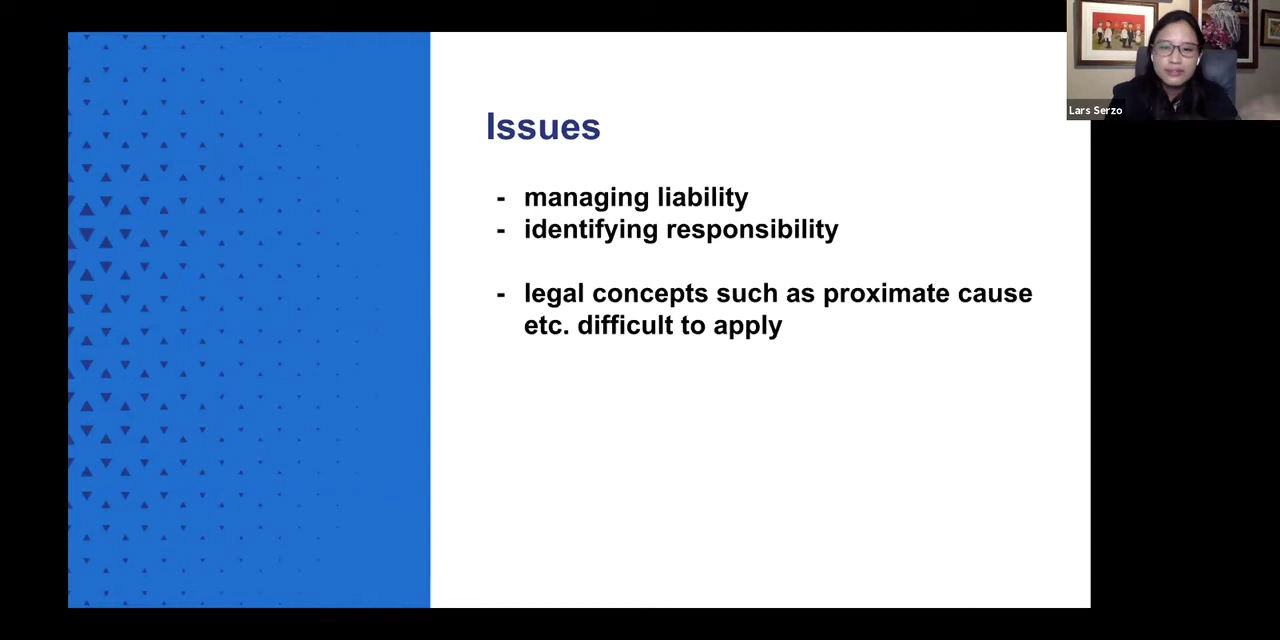 Issues
- managing liability
- identifying responsibility
- legal concepts such as proximate cause
etc. difficult to apply
Lars Serzo